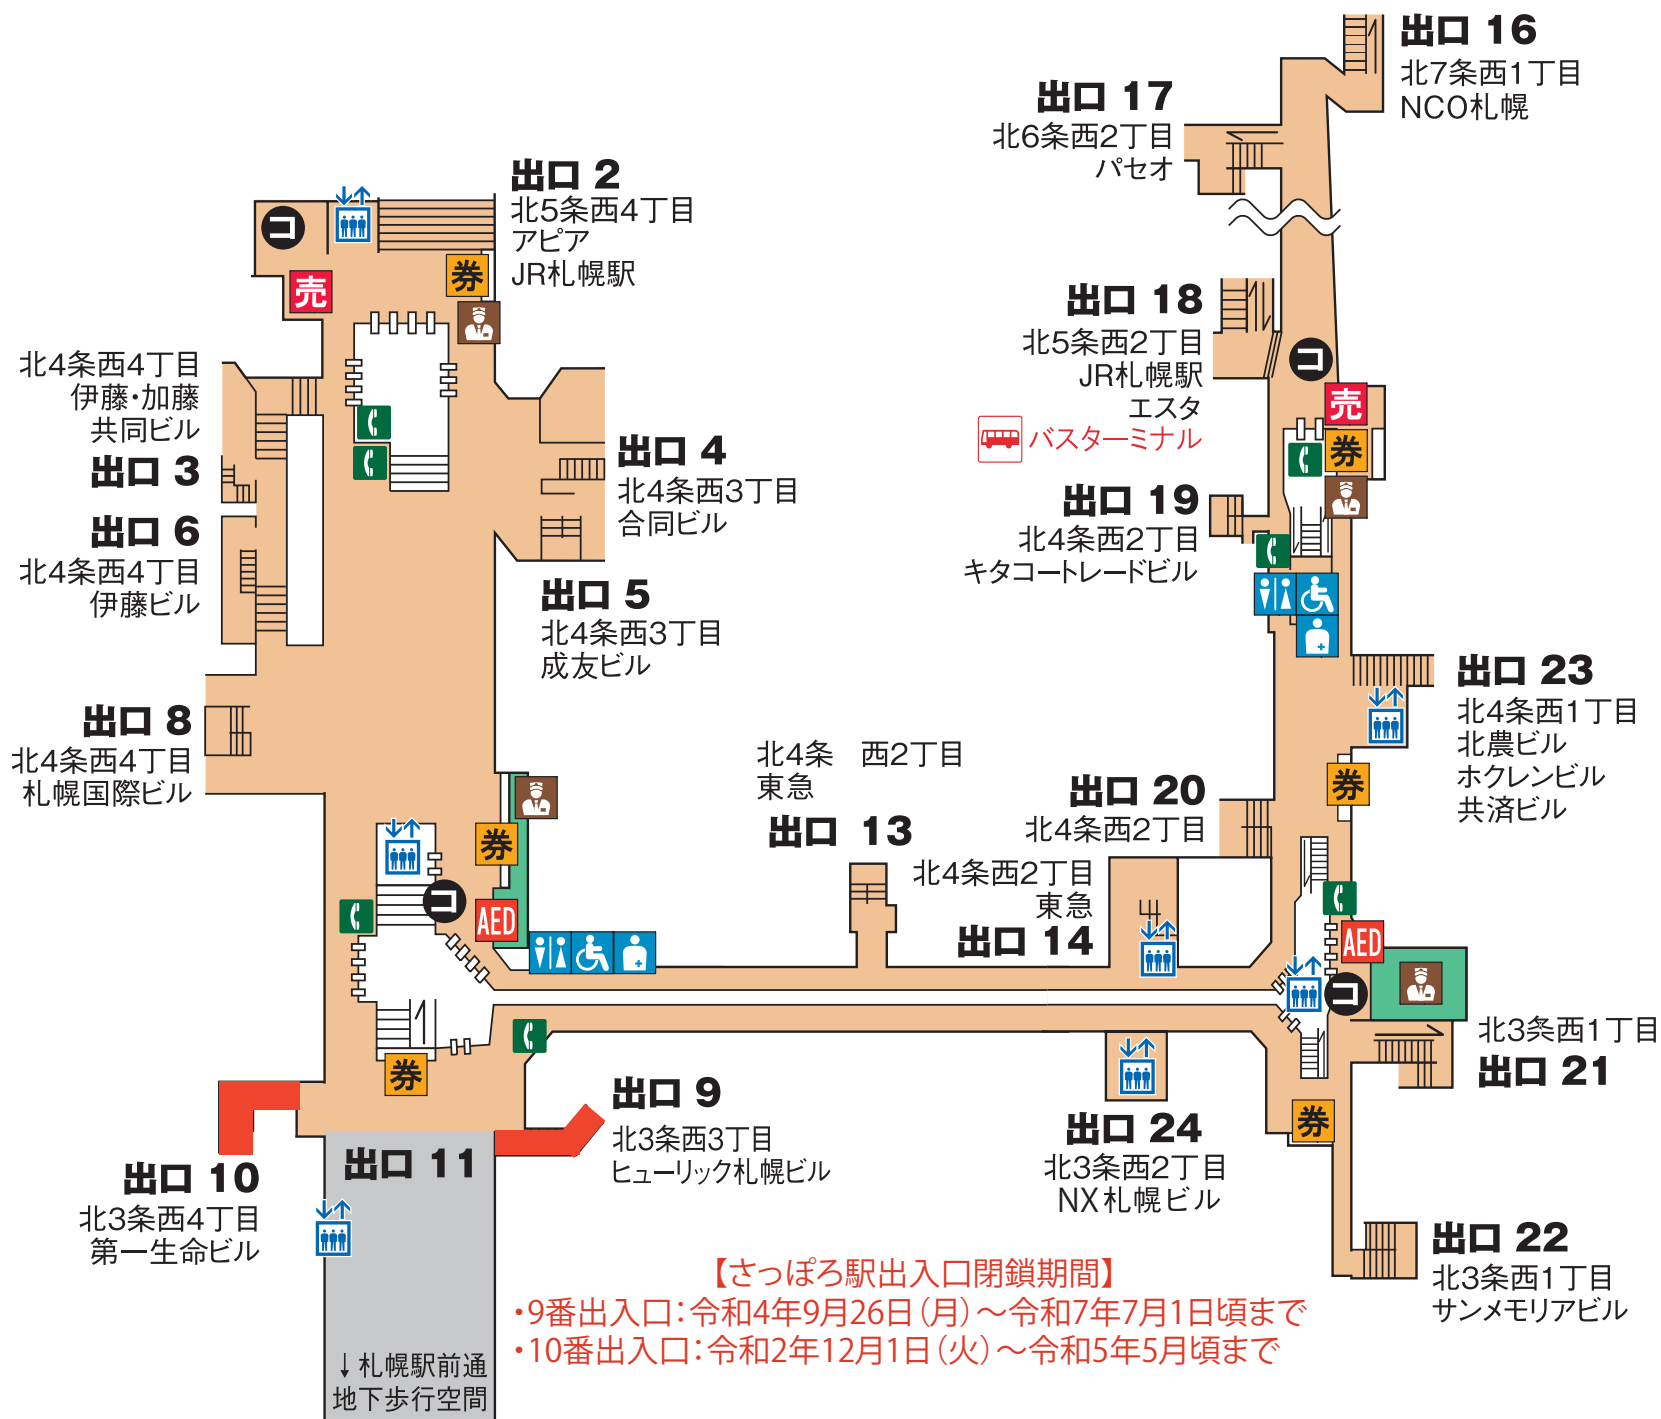 出口 16
北7条西1丁目
NCO札幌
出口 17
北6条西2丁目
パセオ
出口 2
北5条西4丁目
アピア
JR札幌駅
コ
売
券
出口 18
北5条西2丁目
JR札幌駅
エスタ
バスターミナル
コ
売
券
北4条西4丁目
伊藤・加藤
共同ビル
出口 3
出口 4
北4条西3丁目
合同ビル
出口 19
北4条西2丁目
キタコートレードビル
出口 6
北4条西4丁目
伊藤ビル
出口 5
北4条西3丁目
成友ビル
出口 23
北4条西1丁目
北農ビル
ホクレンビル
共済ビル
券
出口 8
北4条西4丁目
札幌国際ビル
北4条　西2丁目
東急
出口 13
出口 20
北4条西2丁目
北4条西2丁目
東急
出口 14
券
コ
AED
AED
コ
北3条西1丁目
出口 21
券
券
出口 9
北3条西3丁目
ヒューリック札幌ビル
出口 10
北3条西4丁目
第一生命ビル
出口 11
出口 24
北3条西2丁目
NX札幌ビル
出口 22
北3条西1丁目
サンメモリアビル
【さっぽろ駅出入口閉鎖期間】
・9番出入口：令和4年9月26日（月）～令和7年7月1日頃まで
・10番出入口：令和2年12月1日（火）～令和5年5月頃まで
↓札幌駅前通
地下歩行空間